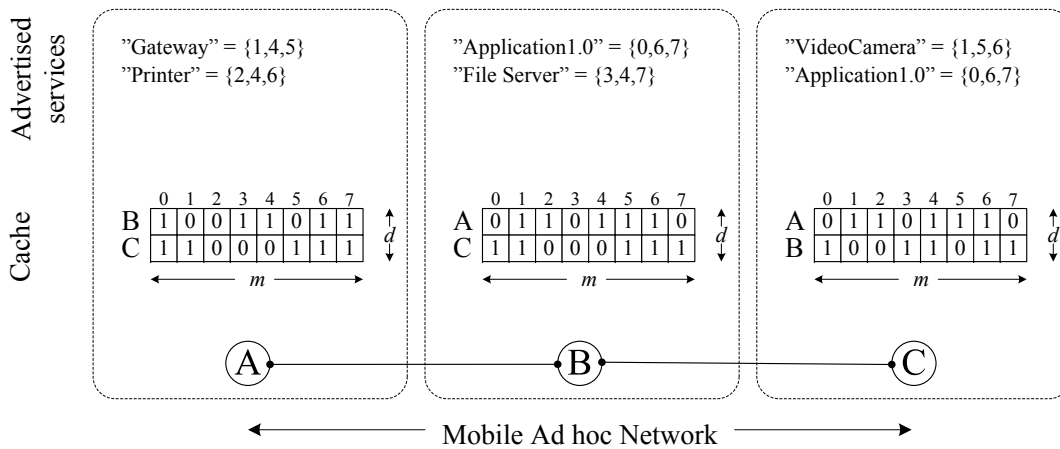 Advertised services
"Gateway" = {1,4,5}
"Printer" = {2,4,6}
"Application1.0" = {0,6,7}
"File Server" = {3,4,7}
"VideoCamera" = {1,5,6}
"Application1.0" = {0,6,7}
Cache
0 1 2 3 4 5 6 7
B 1 0 0 1 1 0 1 1
C 1 1 0 0 0 1 1 1
d
m
0 1 2 3 4 5 6 7
A 0 1 1 0 1 1 1 0
C 1 1 0 0 0 1 1 1
d
m
0 1 2 3 4 5 6 7
A 0 1 1 0 1 1 1 0
B 1 0 0 1 1 0 1 1
d
m
A
B
C
Mobile Ad hoc Network